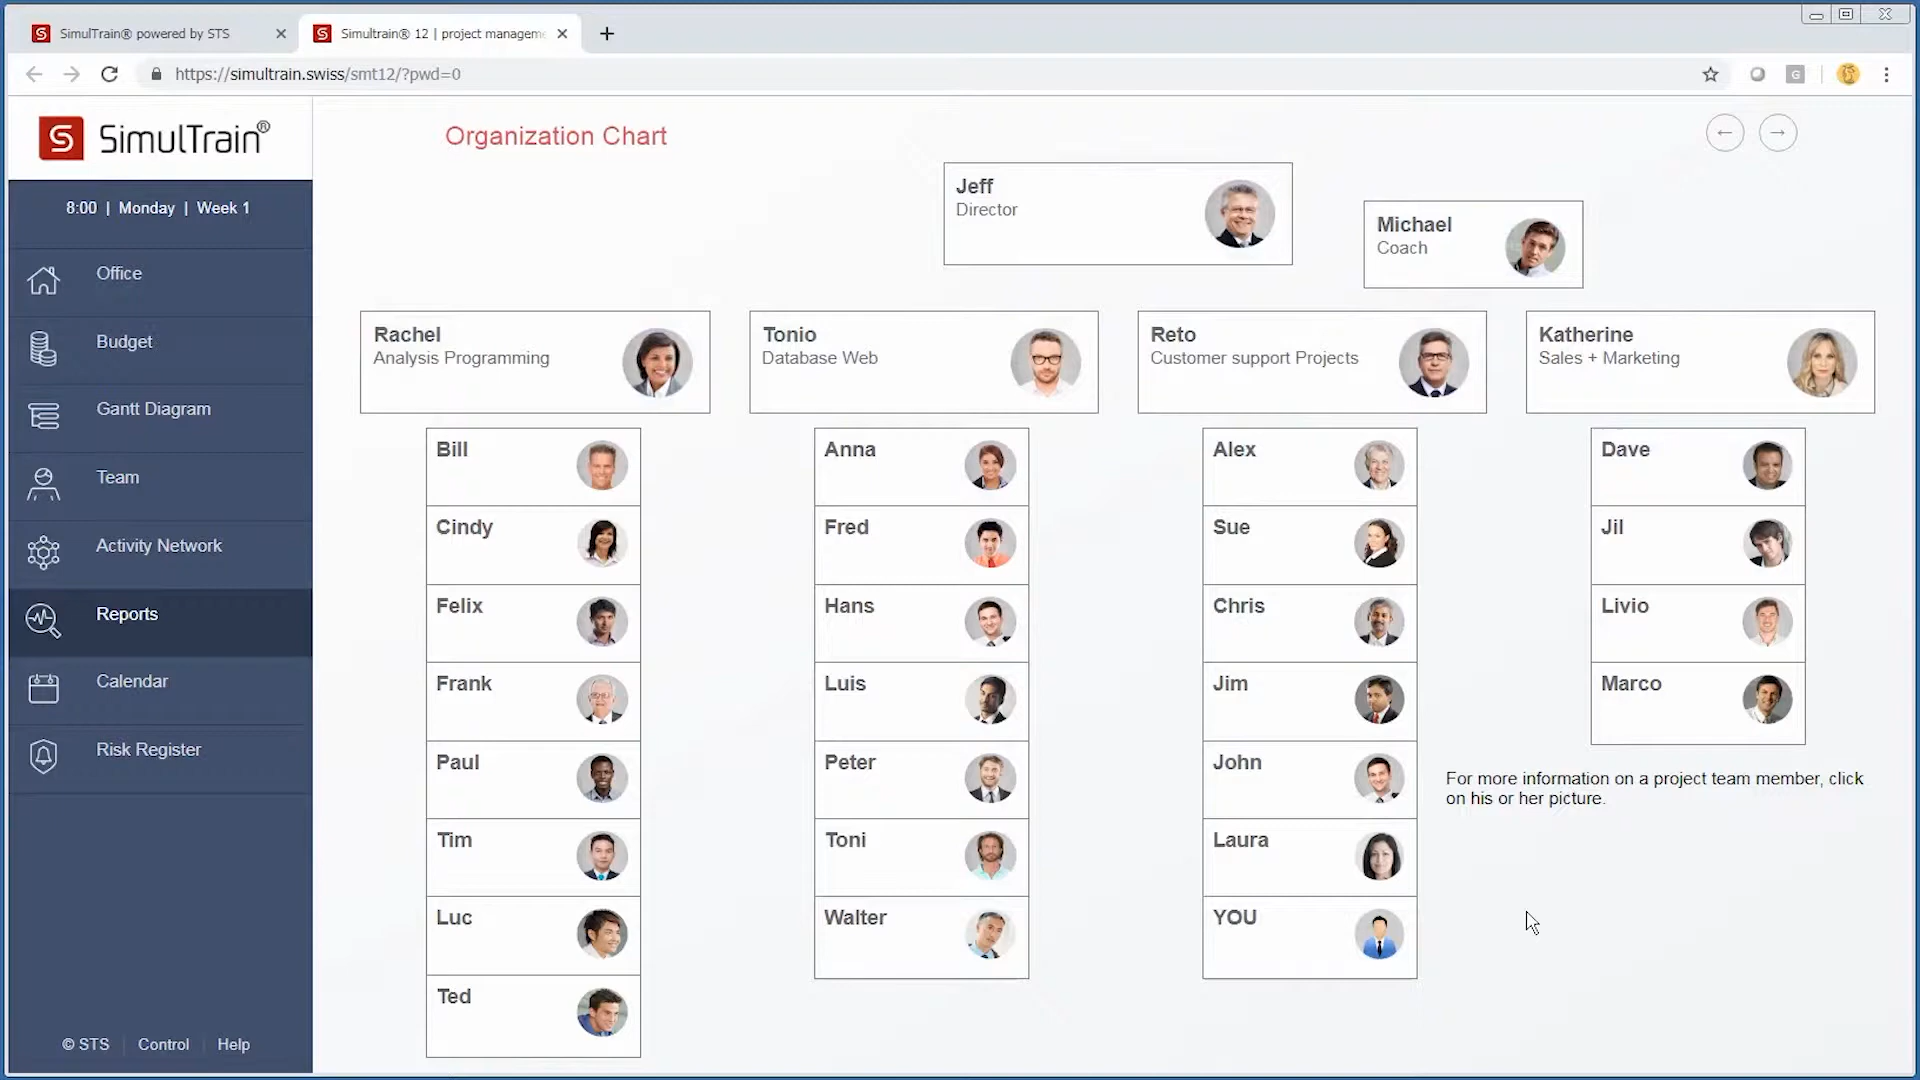 SimulTrain® powered by STS
Simultrain® 12 | project manageme
https://simultrain.swiss/smt12/?pwd=0
G
S SimulTrain®
8:00 | Monday | Week 1
Office
Budget
Gantt Diagram
Team
Activity Network
Reports
Calendar
Risk Register
© STS
Control
Help
Organization Chart
Jeff
Director
Michael
Coach
Rachel
Analysis Programming
Tonio
Database Web
Reto
Customer support Projects
Katherine
Sales + Marketing
Bill
Cindy
Felix
Frank
Paul
Tim
Luc
Ted
Anna
Fred
Hans
Luis
Peter
Toni
Walter
Alex
Sue
Chris
Jim
John
Laura
YOU
Dave
Jil
Livio
Marco
For more information on a project team member, click
on his or her picture.